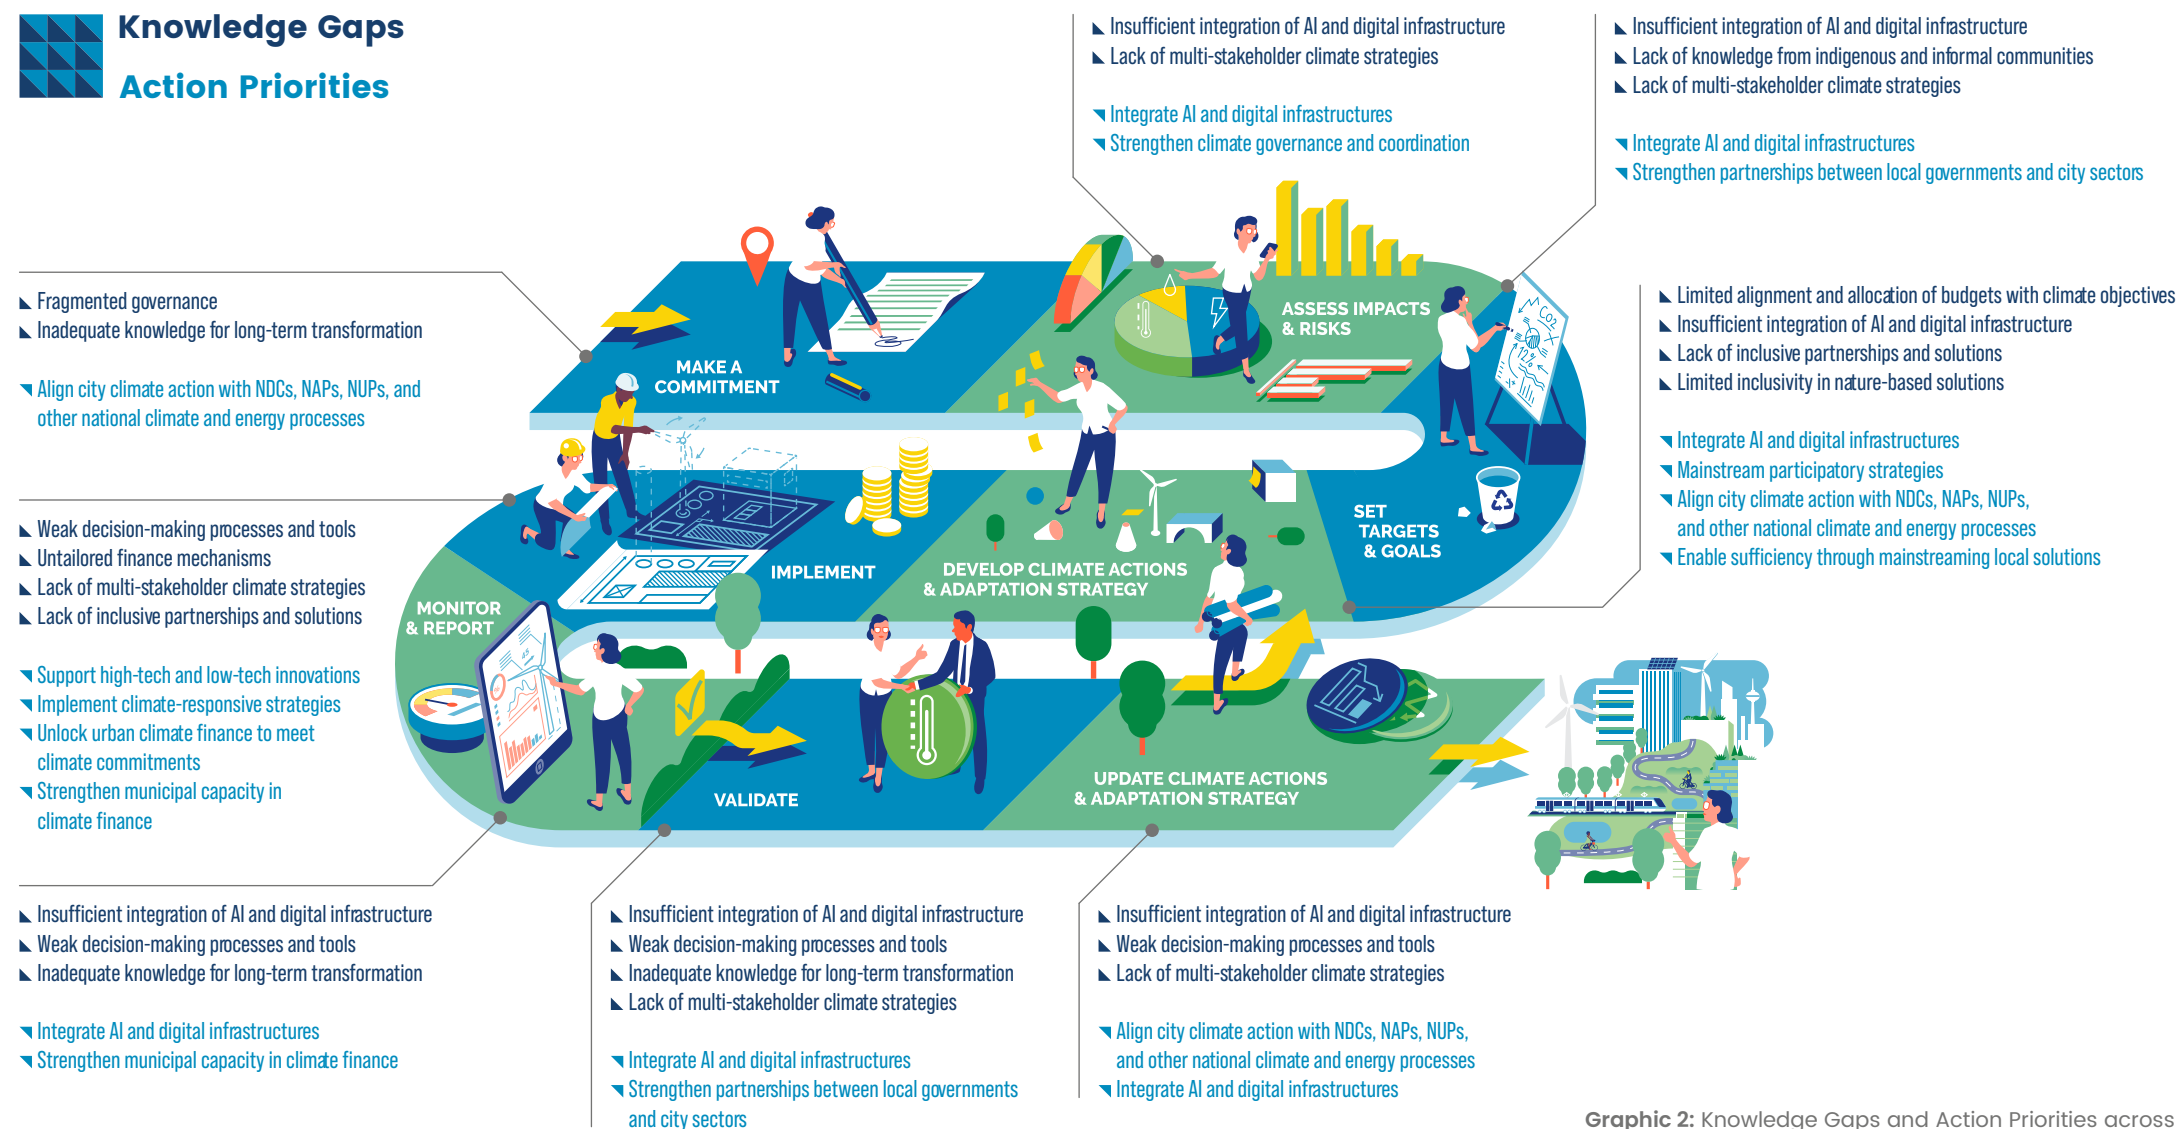 Knowledge Gaps
Action Priorities
Insufficient integration of AI and digital infrastructure
Lack of multi-stakeholder climate strategies
Integrate AI and digital infrastructures
Strengthen climate governance and coordination
Insufficient integration of AI and digital infrastructure
Lack of knowledge from indigenous and informal communities
Lack of multi-stakeholder climate strategies
Integrate AI and digital infrastructures
Strengthen partnerships between local governments and city sectors
Fragmented governance
Inadequate knowledge for long-term transformation
Align city climate action with NDCs, NAPs, NUPs, and
other national climate and energy processes
MAKE A
COMMITMENT
ASSESS IMPACTS
& RISKS
CO2
12%
Limited alignment and allocation of budgets with climate objectives
Insufficient integration of AI and digital infrastructure
Lack of inclusive partnerships and solutions
Limited inclusivity in nature-based solutions
Integrate AI and digital infrastructures
Mainstream participatory strategies
Align city climate action with NDCs, NAPs, NUPs,
and other national climate and energy processes
Enable sufficiency through mainstreaming local solutions
SET
TARGETS
& GOALS
DEVELOP CLIMATE ACTIONS
& ADAPTATION STRATEGY
IMPLEMENT
Weak decision-making processes and tools
Untailored finance mechanisms
Lack of multi-stakeholder climate strategies
Lack of inclusive partnerships and solutions
Support high-tech and low-tech innovations
Implement climate-responsive strategies
Unlock urban climate finance to meet
climate commitments
Strengthen municipal capacity in
climate finance
MONITOR
& REPORT
45
VALIDATE
UPDATE CLIMATE ACTIONS
& ADAPTATION STRATEGY
Insufficient integration of AI and digital infrastructure
Weak decision-making processes and tools
Inadequate knowledge for long-term transformation
Integrate AI and digital infrastructures
Strengthen municipal capacity in climate finance
Insufficient integration of AI and digital infrastructure
Weak decision-making processes and tools
Inadequate knowledge for long-term transformation
Lack of multi-stakeholder climate strategies
Integrate AI and digital infrastructures
Strengthen partnerships between local governments
and city sectors
Insufficient integration of AI and digital infrastructure
Weak decision-making processes and tools
Lack of multi-stakeholder climate strategies
Align city climate action with NDCs, NAPs, NUPs,
and other national climate and energy processes
Integrate AI and digital infrastructures
Graphic 2: Knowledge Gaps and Action Priorities across